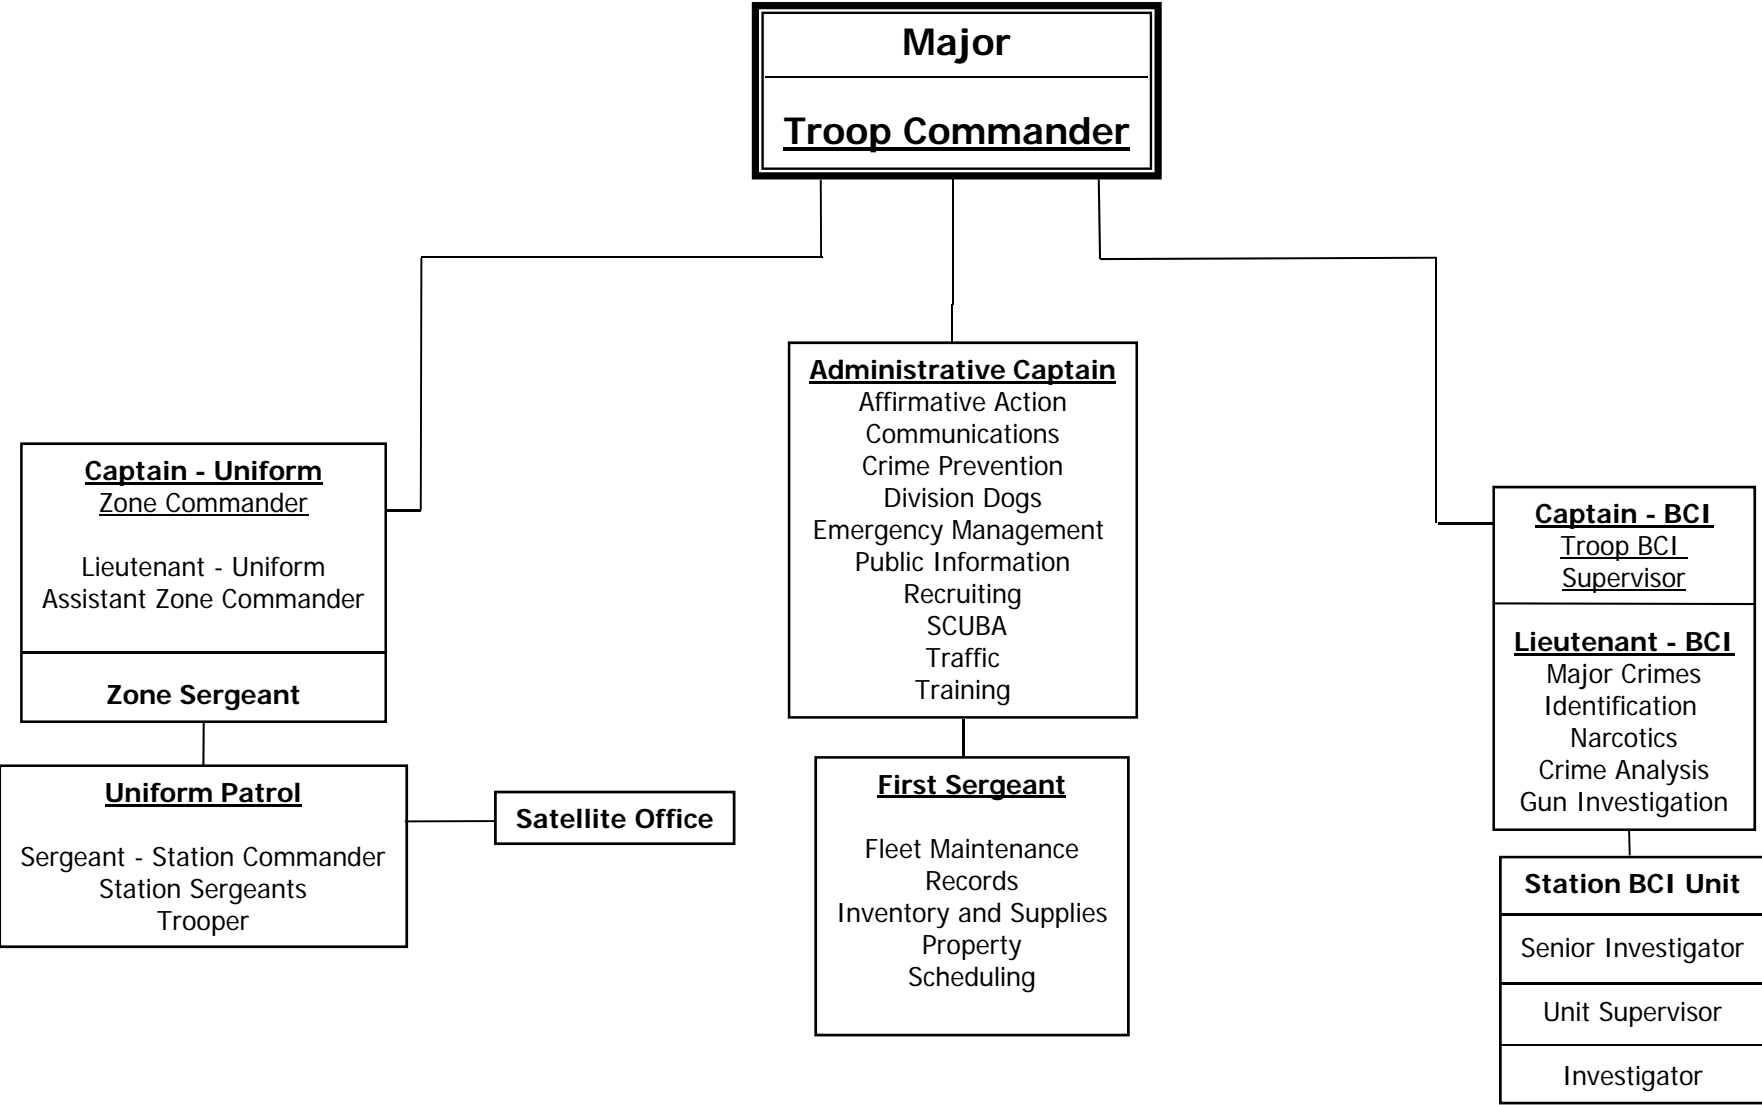 Major
Troop Commander
Captain - Uniform
Zone Commander
Lieutenant - Uniform
Assistant Zone Commander
Zone Sergeant
Uniform Patrol
Sergeant - Station Commander
Station Sergeants
Trooper
Satellite Office
Administrative Captain
Affirmative Action
Communications
Crime Prevention
Division Dogs
Emergency Management
Public Information
Recruiting
SCUBA
Traffic
Training
First Sergeant
Fleet Maintenance
Records
Inventory and Supplies
Property
Scheduling
Captain - BCI
Troop BCI
Supervisor
Lieutenant - BCI
Major Crimes
Identification
Narcotics
Crime Analysis
Gun Investigation
Station BCI Unit
Senior Investigator
Unit Supervisor
Investigator